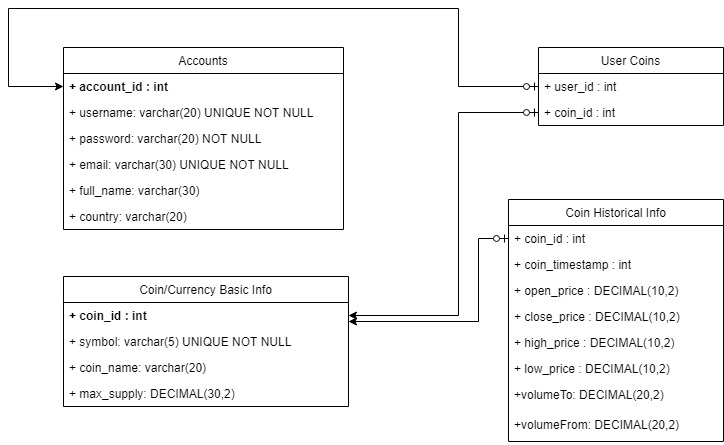 Accounts
+ account_id : int
+ username: varchar(20) UNIQUE NOT NULL
+ password: varchar(20) NOT NULL
+ email: varchar(30) UNIQUE NOT NULL
+ full_name: varchar(30)
+ country: varchar(20)
User Coins
+ user_id : int
+ coin_id : int
Coin/Currency Basic Info
+ coin_id : int
+ symbol: varchar(5) UNIQUE NOT NULL
+ coin_name: varchar(20)
+ max_supply: DECIMAL(30,2)
Coin Historical Info
+ coin_id : int
+ coin_timestamp : int
+ open_price : DECIMAL(10,2)
+ close_price : DECIMAL(10,2)
+ high_price : DECIMAL(10,2)
+ low_price : DECIMAL(10,2)
+volumeTo: DECIMAL(20,2)
+volumeFrom: DECIMAL(20,2)